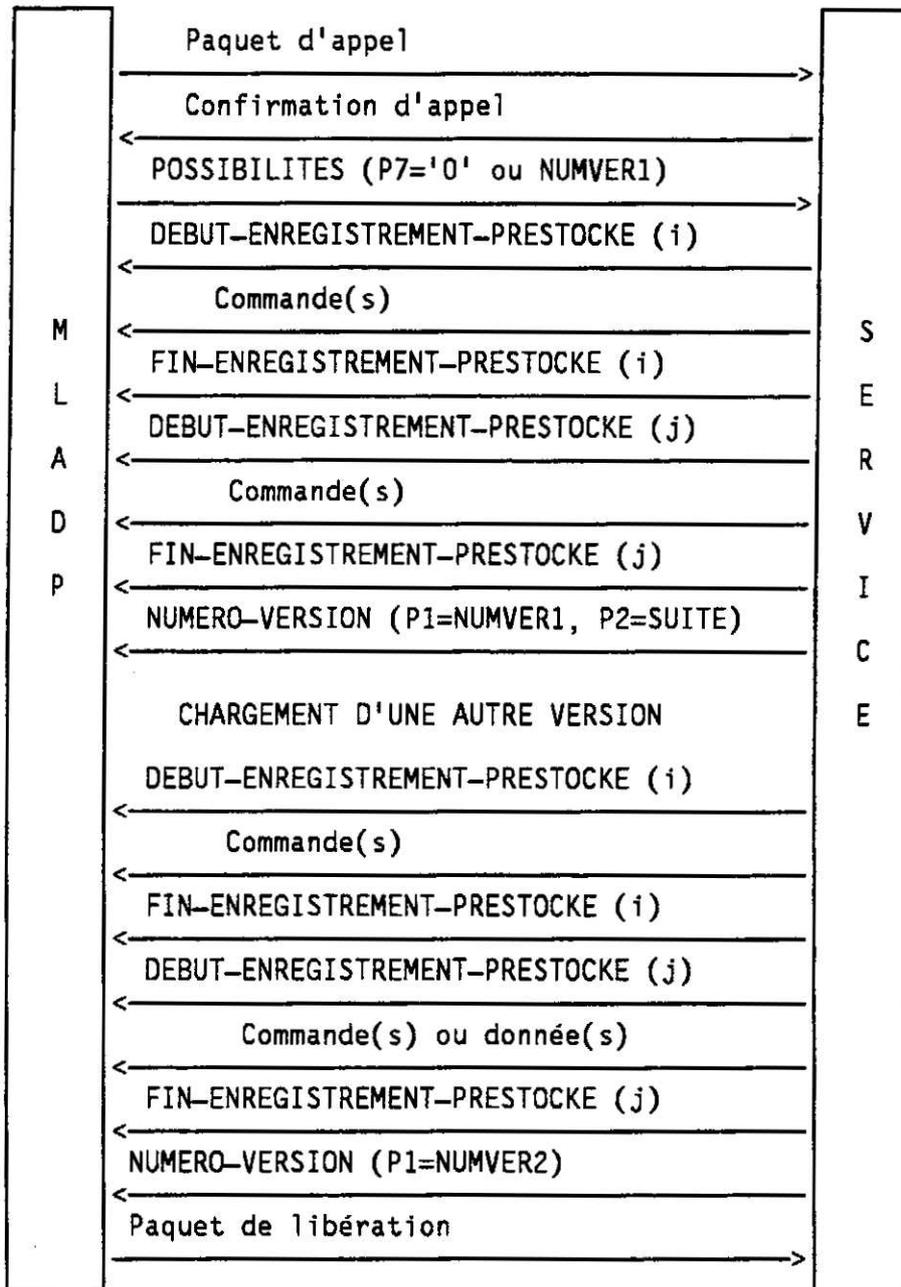 Paquet d'appel
Confirmation d'appel
POSSIBILITES (P7='0' ou NUMVER1)
DEBUT-ENREGISTREMENT-PRESTOCKE (i)
Commande(s)
FIN-ENREGISTREMENT-PRESTOCKE (i)
DEBUT-ENREGISTREMENT-PRESTOCKE (j)
Commande(s)
FIN-ENREGISTREMENT-PRESTOCKE (j)
NUMERO-VERSION (P1=NUMVER1, P2=SUITE)
CHARGEMENT D'UNE AUTRE VERSION
DEBUT-ENREGISTREMENT-PRESTOCKE (i)
Commande(s)
FIN-ENREGISTREMENT-PRESTOCKE (i)
DEBUT-ENREGISTREMENT-PRESTOCKE (j)
Commande(s) ou donnée(s)
FIN-ENREGISTREMENT-PRESTOCKE (j)
NUMERO-VERSION (P1=NUMVER2)
Paquet de libération
M
L
A
D
P
S
E
R
V
I
C
E